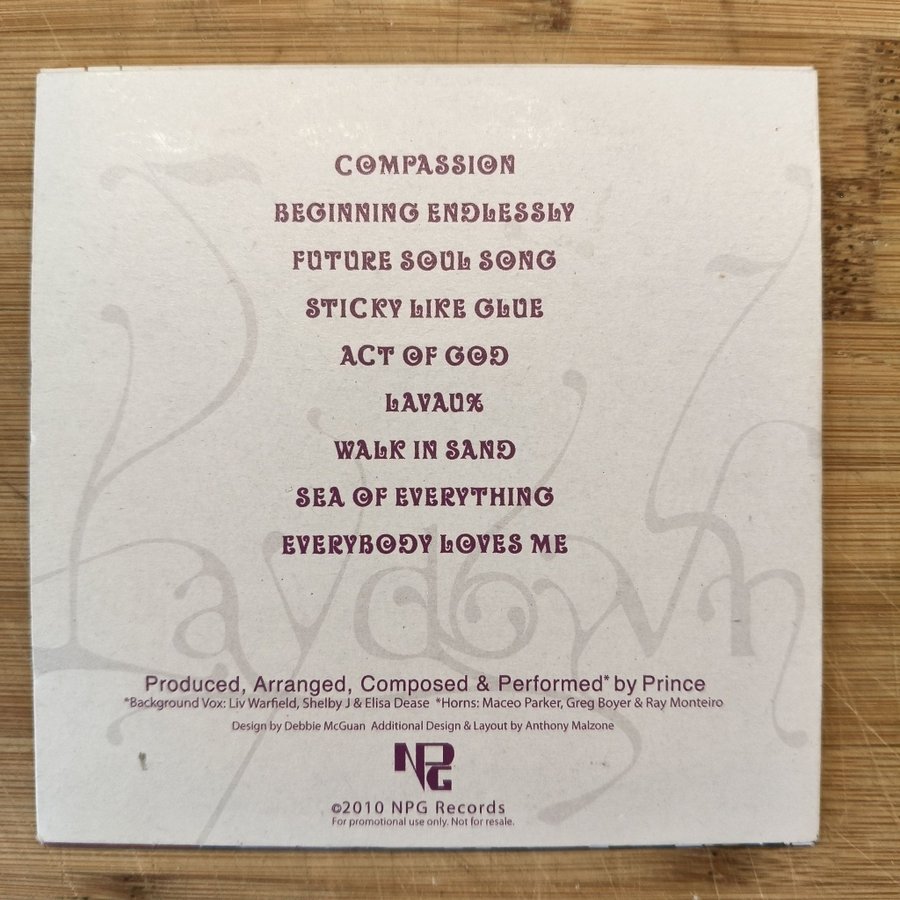 COMPASSION
BEGINNING ENDLESSLY
FUTURE SOUL SONG
STICKY LIKE GLUE
ACT OF GOD
LAVAUX
WALK IN SAND
SEA OF EVERYTHING
EVERYBODY LOVES ME
Laydown
Produced, Arranged, Composed & Performed* by Prince
*Background Vox: Liv Warfield, Shelby J & Elisa Dease *Horns: Maceo Parker, Greg Boyer & Ray Monteiro
Design by Debbie McGuan Additional Design & Layout by Anthony Malzone
NPG
©2010 NPG Records
For promotional use only. Not for resale.